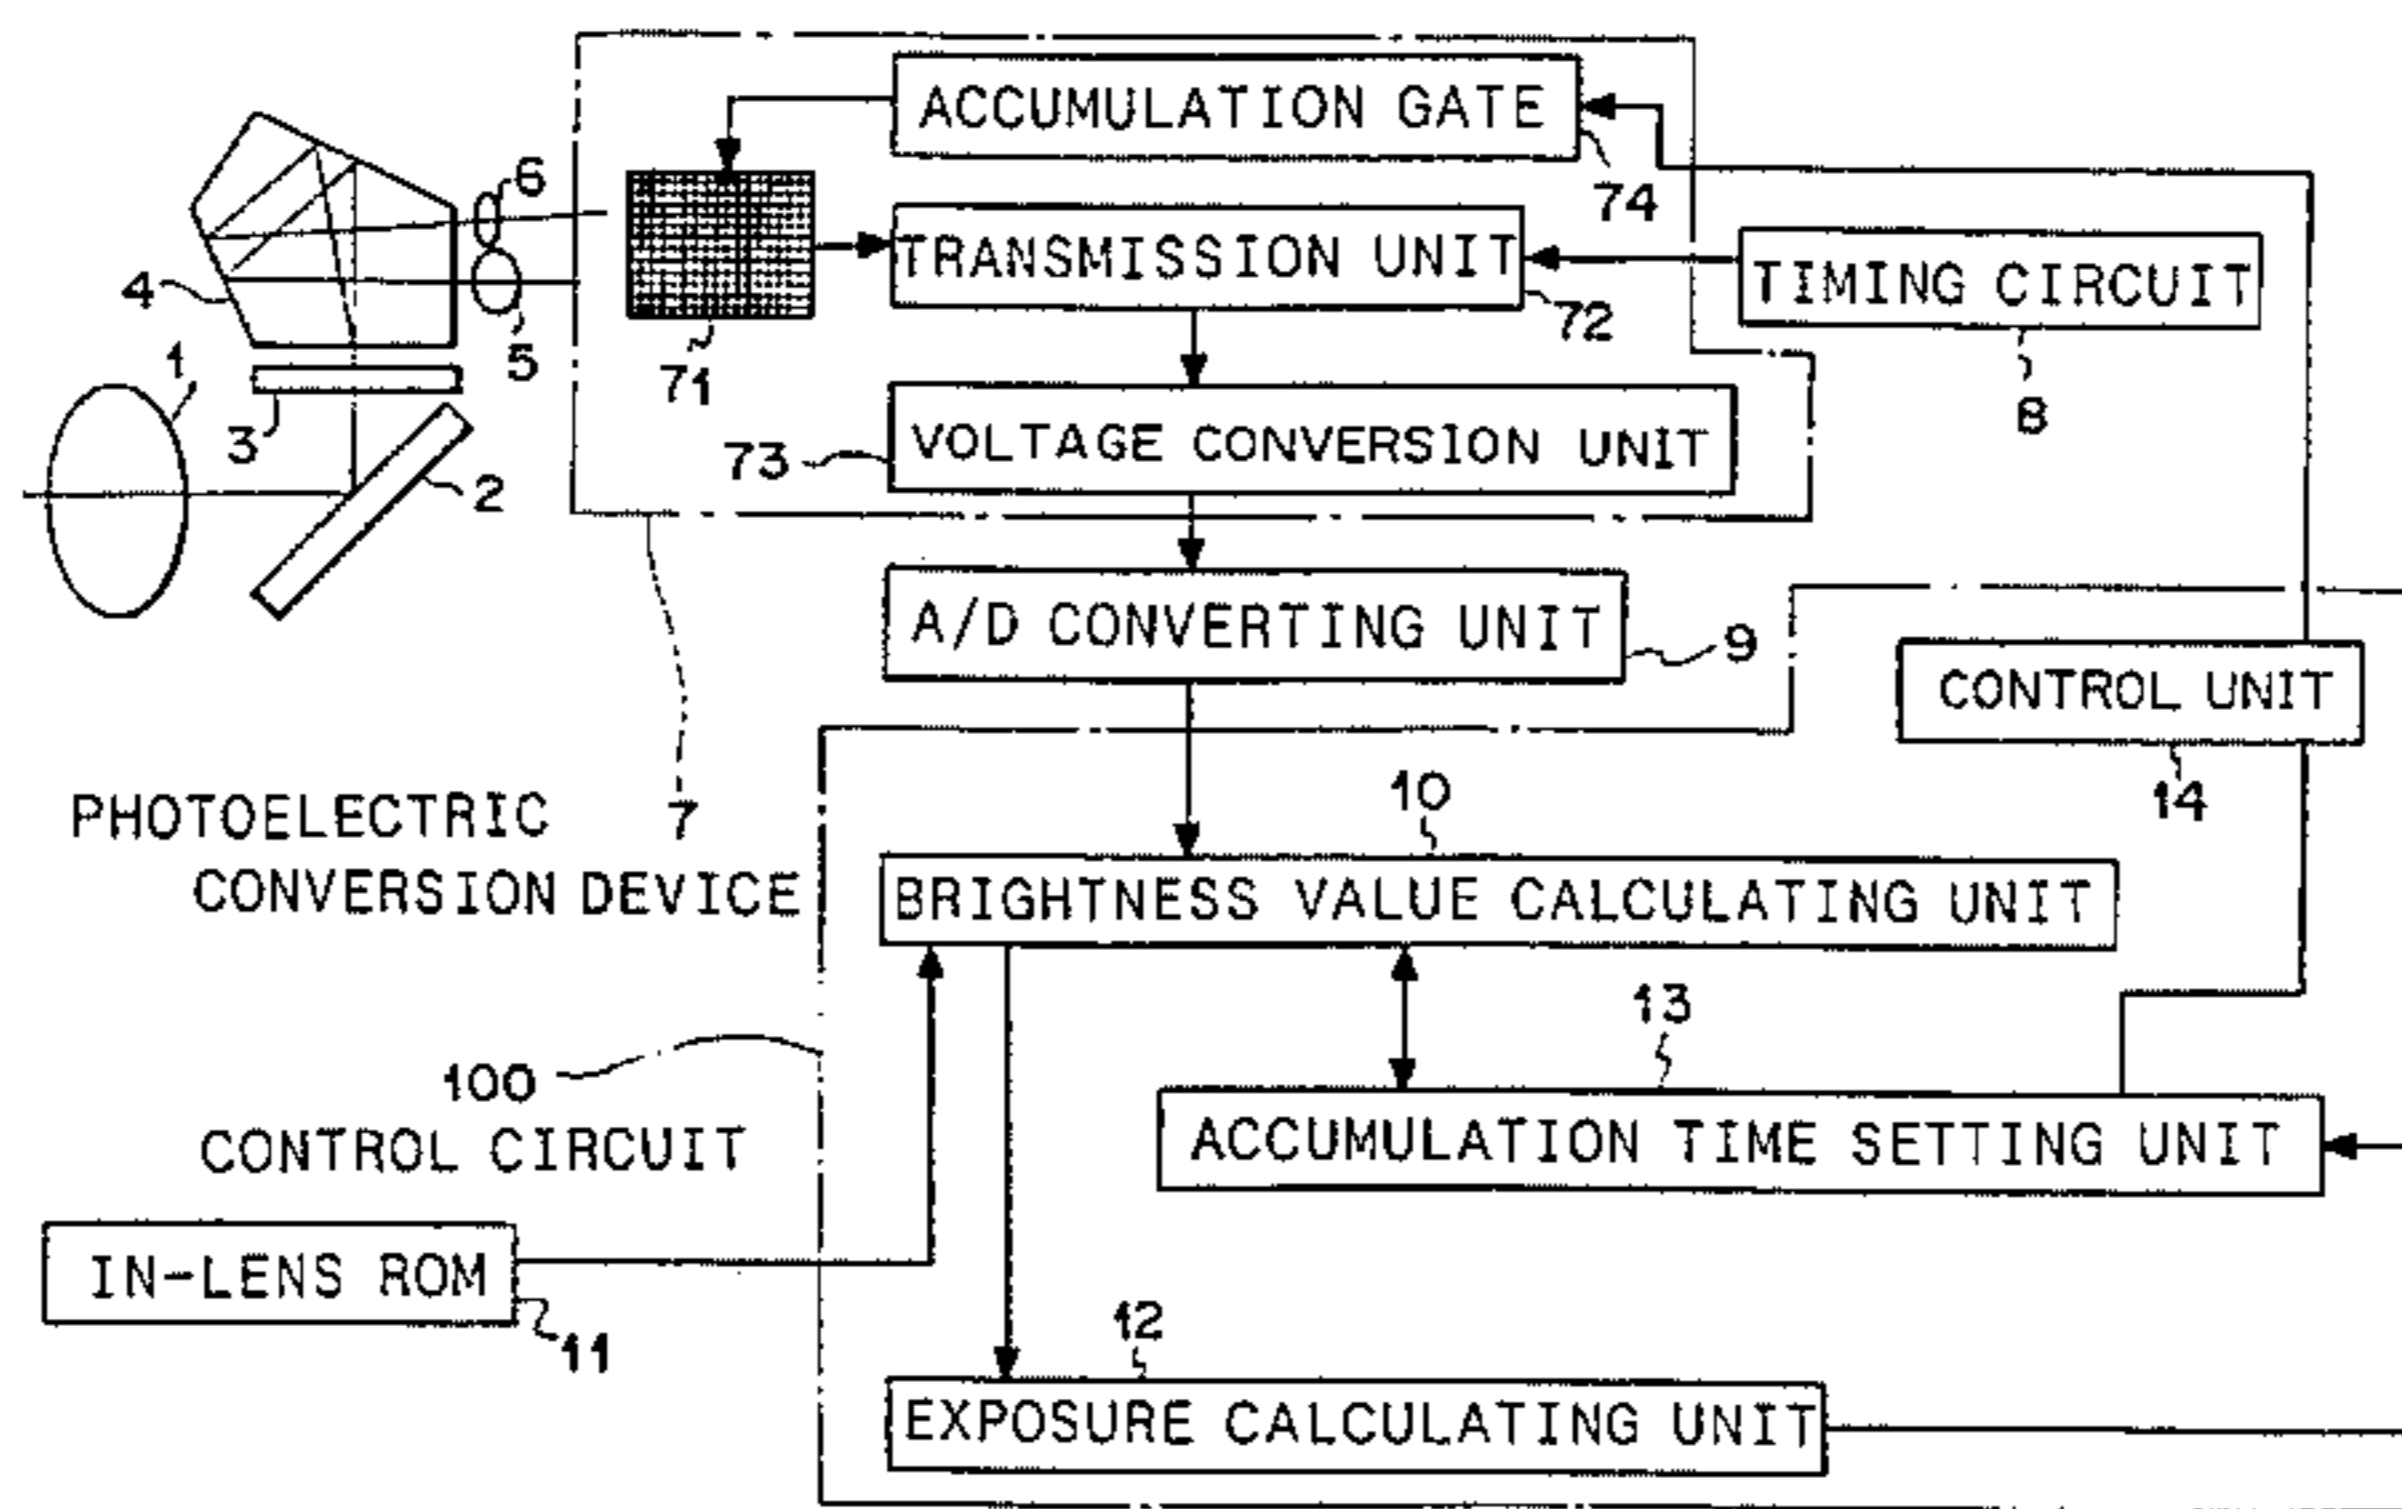 ACCUMULATION GATE
74
6
TRANSMISSION UNIT
72
TIMING CIRCUIT
8
4
5
71
1
3
2
VOLTAGE CONVERSION UNIT
73
A/D CONVERTING UNIT
9
CONTROL UNIT
14
PHOTOELECTRIC
CONVERSION DEVICE
7
10
BRIGHTNESS VALUE CALCULATING UNIT
13
100
CONTROL CIRCUIT
ACCUMULATION TIME SETTING UNIT
IN-LENS ROM
11
12
EXPOSURE CALCULATING UNIT